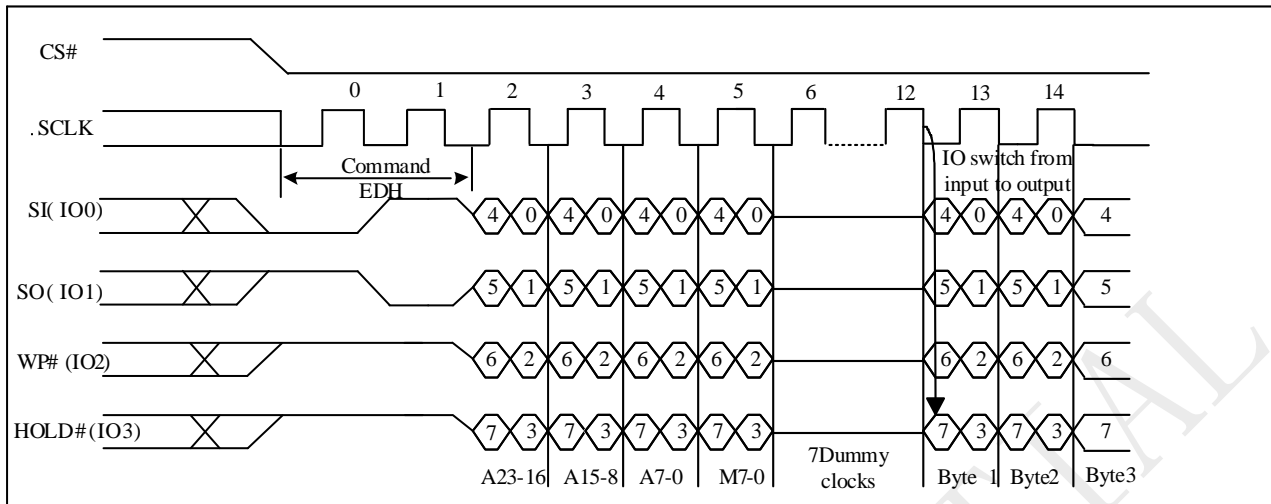 CS#
0 1 2 3 4 5 6 12 13 14
.SCLK
Command
EDH
IO switch from
input to output
SI( IO0)
4 0 4 0 4 0 4 0 4 0 4 0 4
SO( IO1)
5 1 5 1 5 1 5 1 5 1 5 1 5
WP# (IO2)
6 2 6 2 6 2 6 2 6 2 6 2 6
HOLD# (IO3)
7 3 7 3 7 3 7 3 7 3 7 3 7
A23-16 A15-8 A7-0 M7-0
7Dummy
clocks
Byte 1 Byte2 Byte3
TIAL